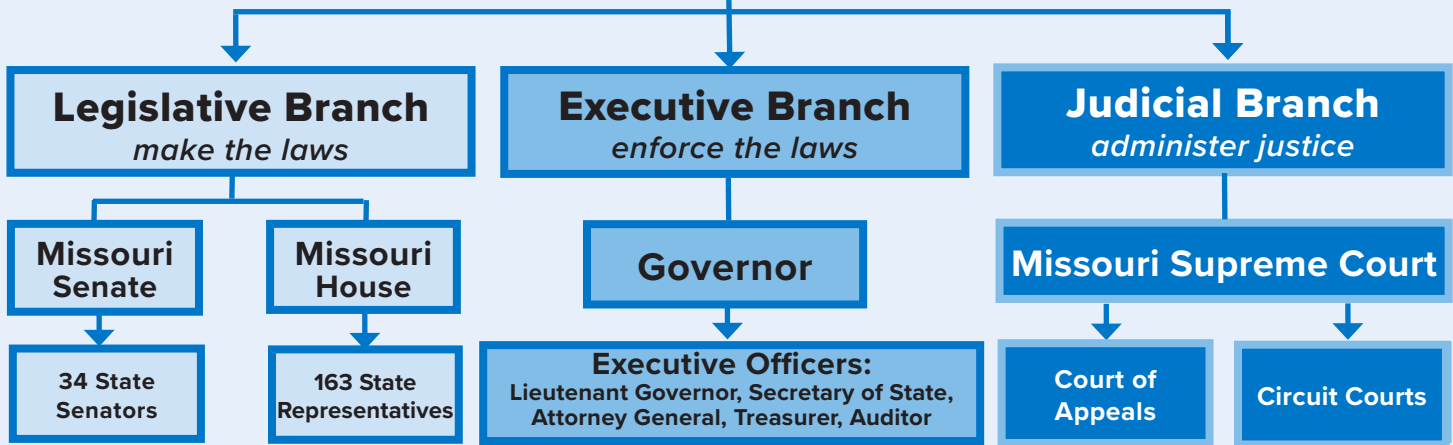 Legislative Branch
make the laws
Executive Branch
enforce the laws
Judicial Branch
administer justice
Missouri
Senate
Missouri
House
Governor
Missouri Supreme Court
34 State
Senators
163 State
Representatives
Executive Officers:
Lieutenant Governor, Secretary of State,
Attorney General, Treasurer, Auditor
Court of
Appeals
Circuit Courts